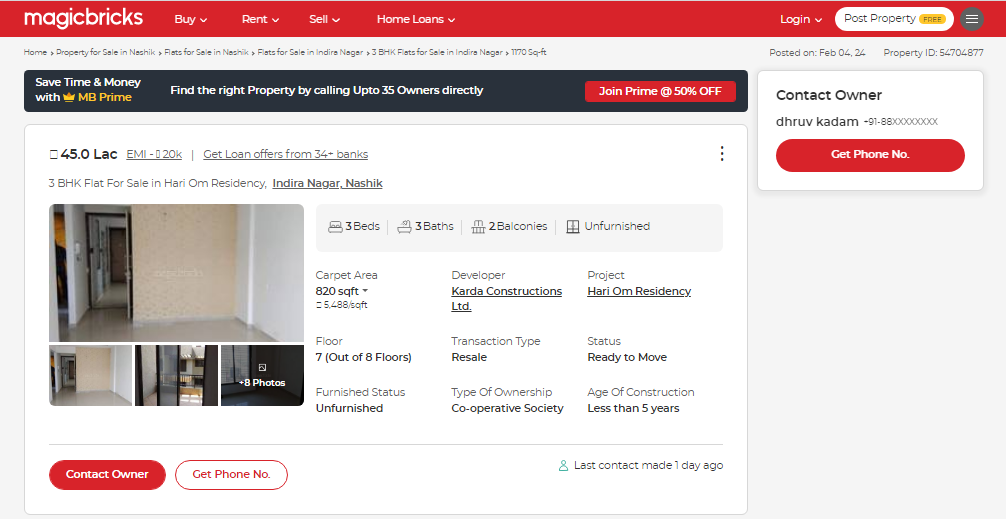 magicbricks
Buy Rent Sell Home Loans Login Post Property FREE
Home › Property for Sale in Nashik › Flats for Sale in Nashik › Flats for Sale in Indira Nagar › 3 BHK Flats for Sale in Indira Nagar › 1170 Sq-ft
Posted on: Feb 04, 24 Property ID: 54704877
Save Time & Money
with MB Prime
Find the right Property by calling Upto 35 Owners directly
Join Prime @ 50% OFF
Contact Owner
dhruv kadam +91-88XXXXXXXX
Get Phone No.
45.0 Lac EMI - 20k | Get Loan offers from 34+ banks
3 BHK Flat For Sale in Hari Om Residency, Indira Nagar, Nashik
magicbricks
+8 Photos
3 Beds 3 Baths 2 Balconies Unfurnished
Carpet Area
820 sqft
5,488/sqft
Developer
Karda Constructions
Ltd.
Project
Hari Om Residency
Floor
7 (Out of 8 Floors)
Transaction Type
Resale
Status
Ready to Move
Furnished Status
Unfurnished
Type Of Ownership
Co-operative Society
Age Of Construction
Less than 5 years
Contact Owner
Get Phone No.
Last contact made 1 day ago